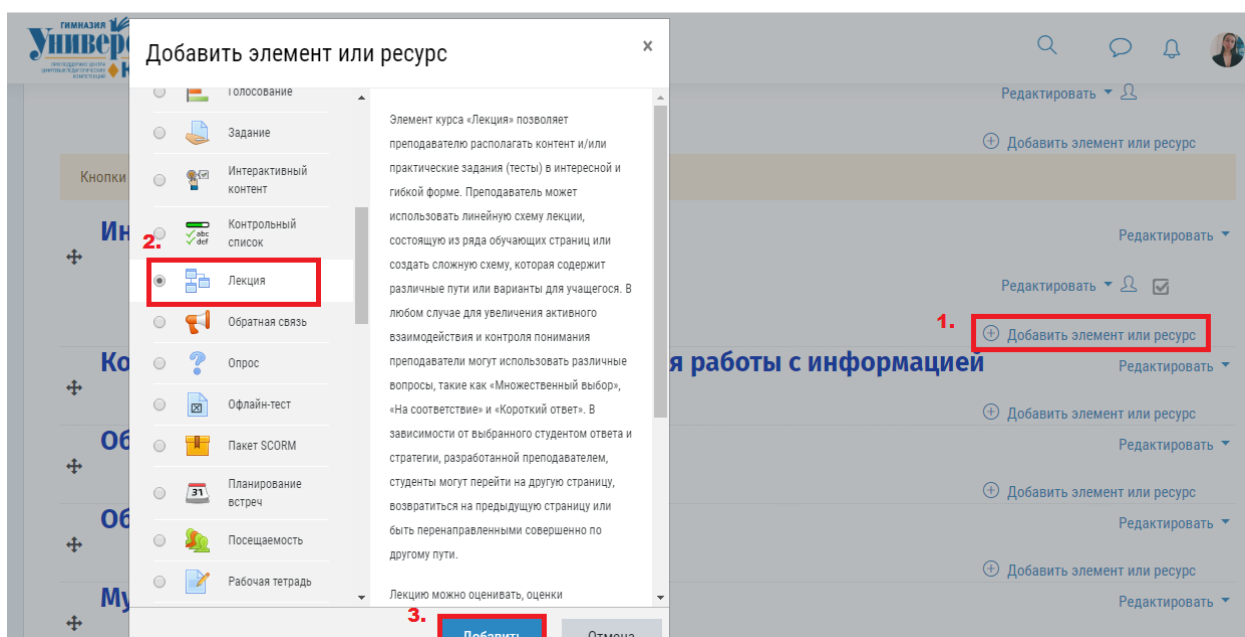 ГИМНАЗИЯ
Универс
Добавить элемент или ресурс
×
Голосование
Задание
Интерактивный
контент
Контрольный
список
2.
Лекция
Обратная связь
Опрос
Офлайн-тест
Пакет SCORM
31
Планирование
встреч
Посещаемость
Рабочая тетрадь
Элемент курса «Лекция» позволяет
преподавателю располагать контент и/или
практические задания (тесты) в интересной и
гибкой форме. Преподаватель может
использовать линейную схему лекции,
состоящую из ряда обучающих страниц или
создать сложную схему, которая содержит
различные пути или варианты для учащегося. В
любом случае для увеличения активного
взаимодействия и контроля понимания
преподаватели могут использовать различные
вопросы, такие как «Множественный выбор»,
«На соответствие» и «Короткий ответ». В
зависимости от выбранного студентом ответа и
стратегии, разработанной преподавателем,
студенты могут перейти на другую страницу,
возвратиться на предыдущую страницу или
быть перенаправленными совершенно по
другому пути.
Лекцию можно оценивать, оценки
3.
Добавить
Отмена
Редактировать
Добавить элемент или ресурс
Кнопки
Ин
Редактировать
Редактировать
1.
Добавить элемент или ресурс
Ко
я работы с информацией
Редактировать
Добавить элемент или ресурс
Об
Редактировать
Добавить элемент или ресурс
Об
Редактировать
Добавить элемент или ресурс
Му
Редактировать